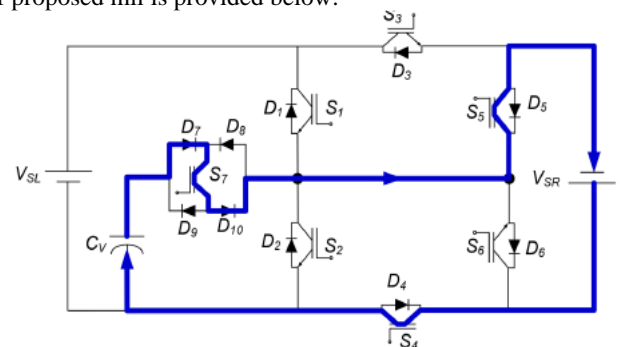 r proposed mli is provided below:
S3
D3
D1 S1
S5 D5
D7 D8
S7
VSL
VSR
D9 D10
CV
D2 S2
S6 D6
D4
S4